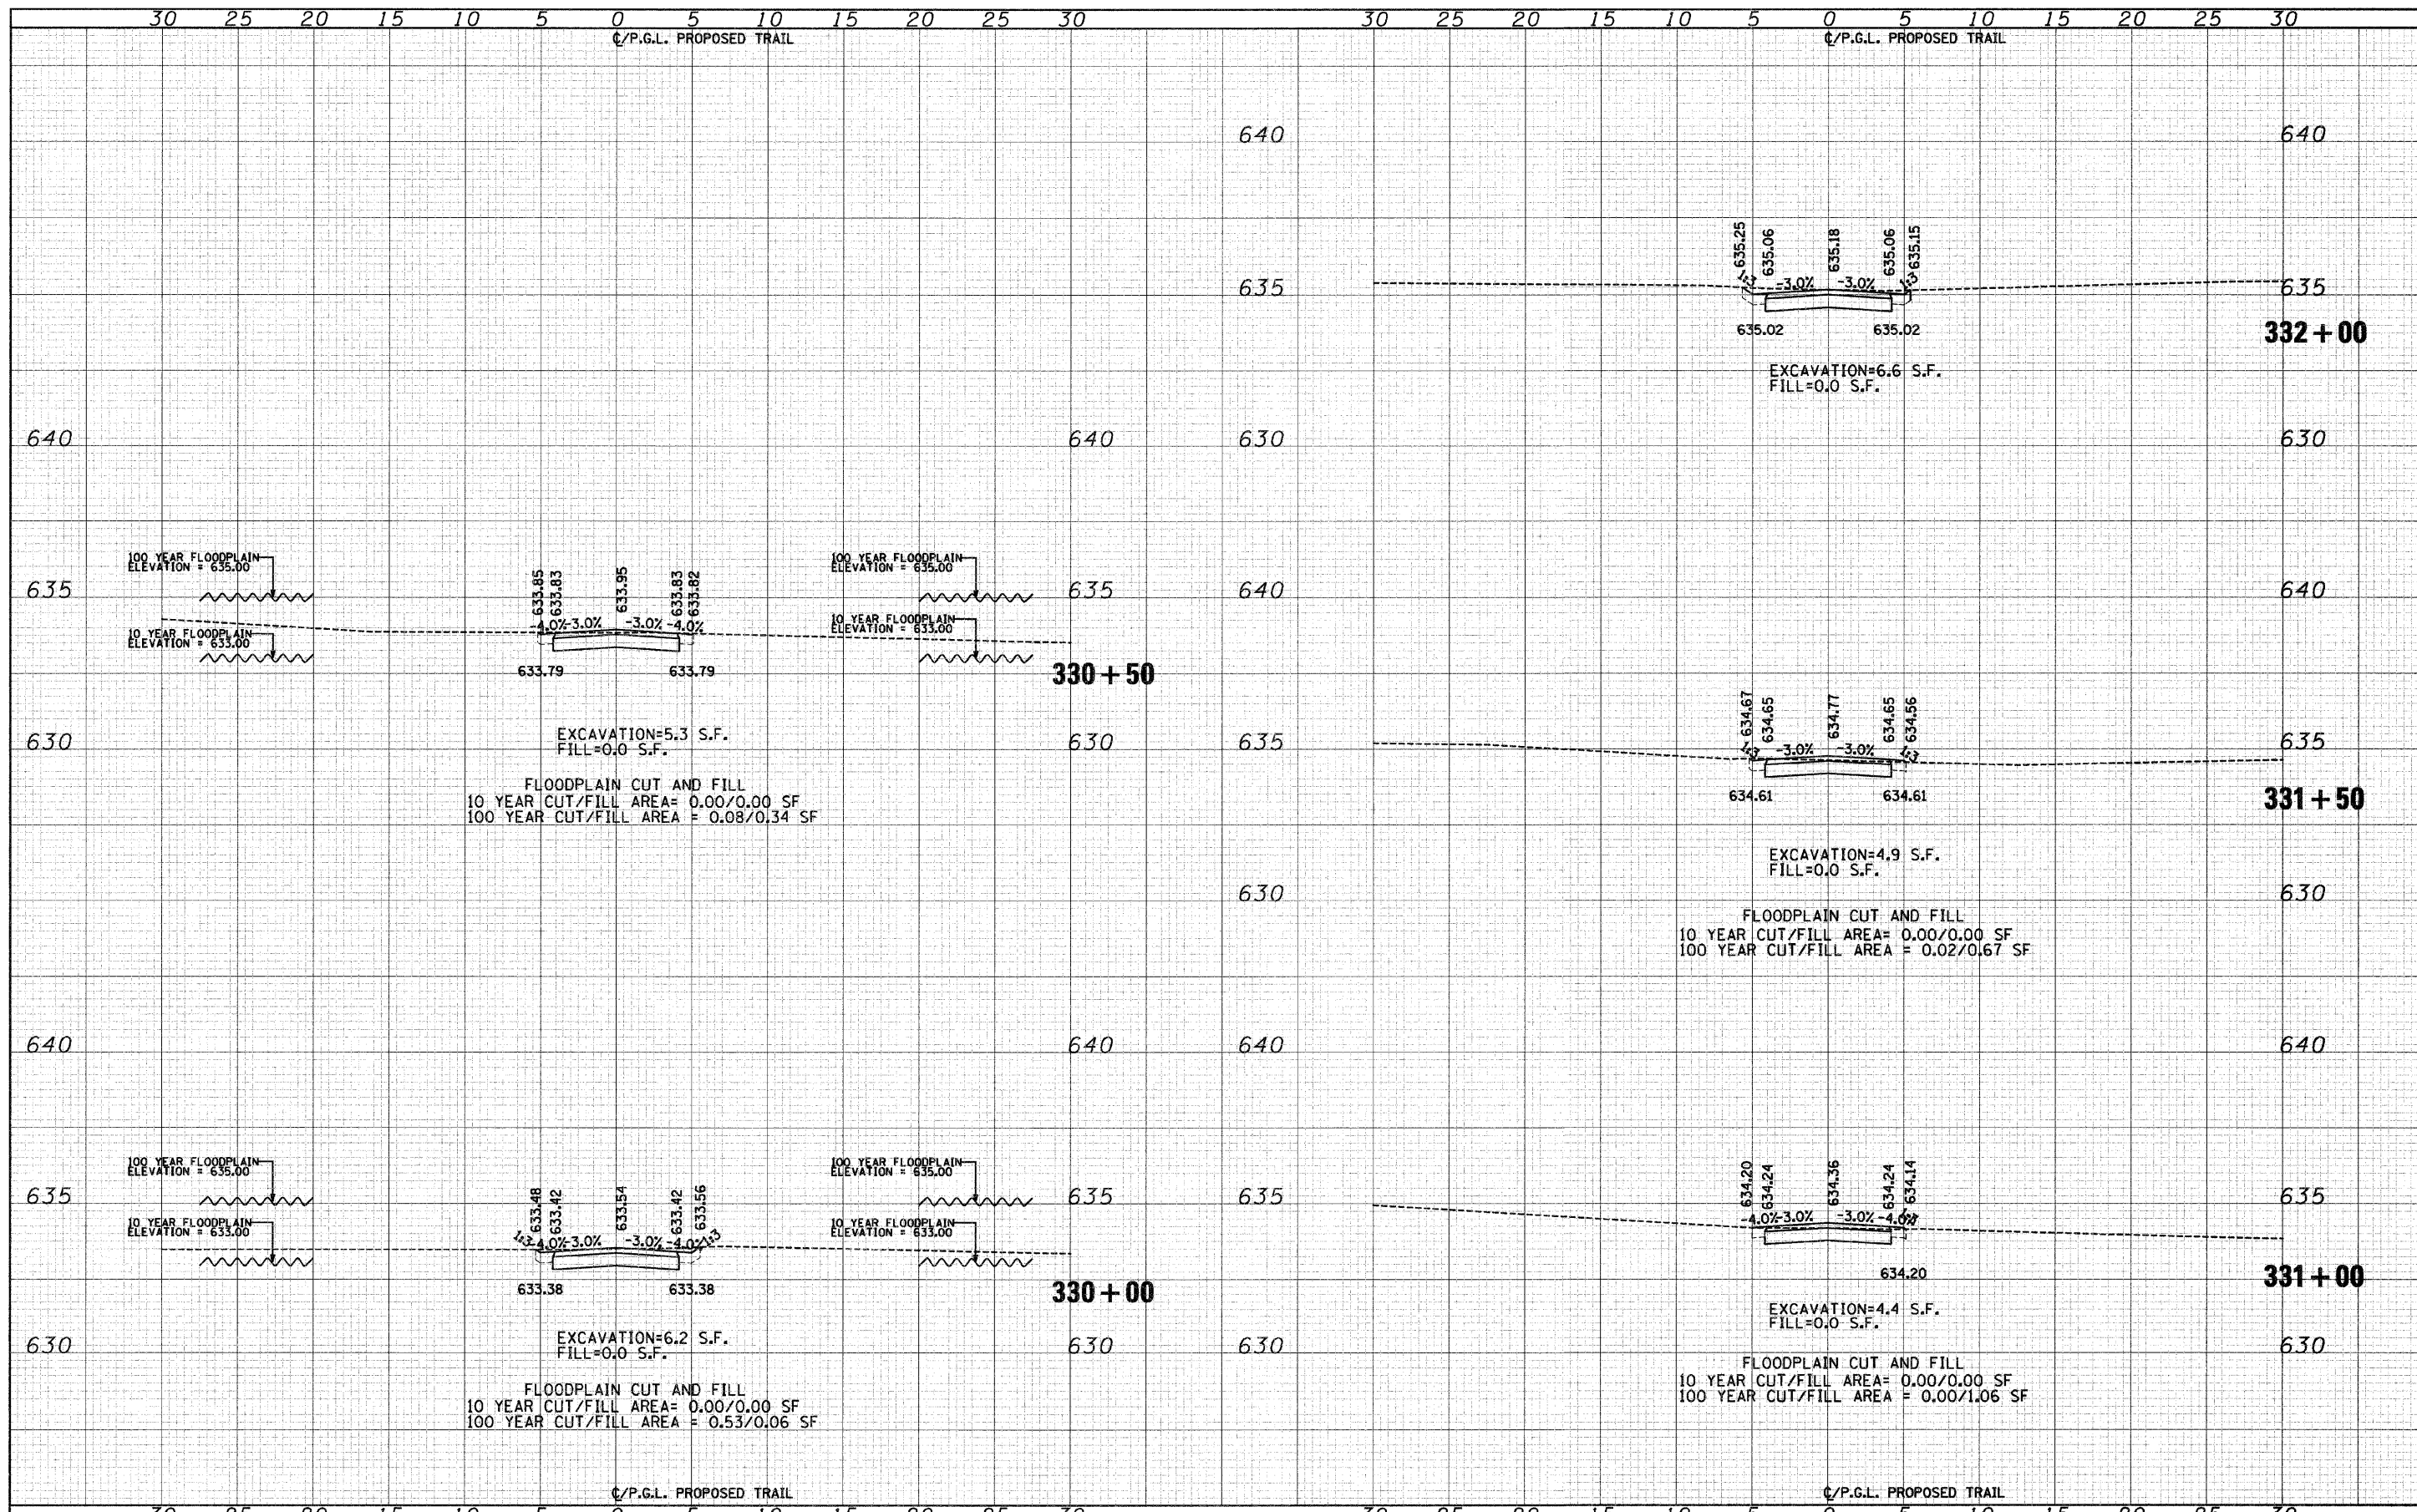 30 25 20 15 10 5 0 5 10 15 20 25 30 30 25 20 15 10 5 0 5 10 15 20 25 30
℄/P.G.L. PROPOSED TRAIL
℄/P.G.L. PROPOSED TRAIL
640
640
635.25
635.06
635.18
635.06
635.15
1:3
-3.0%
-3.0%
1:3
635
635
635.02
635.02
332+00
EXCAVATION=6.6 S.F.
FILL=0.0 S.F.
630
630
640
640
100 YEAR FLOODPLAIN
ELEVATION = 635.00
633.85
633.83
633.95
633.83
633.82
100 YEAR FLOODPLAIN
ELEVATION = 635.00
635
635
10 YEAR FLOODPLAIN
ELEVATION = 633.00
-4.0%
-3.0%
-3.0%
-4.0%
10 YEAR FLOODPLAIN
ELEVATION = 633.00
633.79
633.79
330+50
EXCAVATION=5.3 S.F.
FILL=0.0 S.F.
630
630
FLOODPLAIN CUT AND FILL
10 YEAR CUT/FILL AREA= 0.00/0.00 SF
100 YEAR CUT/FILL AREA = 0.08/0.34 SF
640
640
634.67
634.65
634.77
634.65
634.56
1:3
-3.0%
-3.0%
1:3
635
635
634.61
634.61
331+50
EXCAVATION=4.9 S.F.
FILL=0.0 S.F.
630
630
FLOODPLAIN CUT AND FILL
10 YEAR CUT/FILL AREA= 0.00/0.00 SF
100 YEAR CUT/FILL AREA = 0.02/0.67 SF
640
640
100 YEAR FLOODPLAIN
ELEVATION = 635.00
633.48
633.42
633.54
633.42
633.56
100 YEAR FLOODPLAIN
ELEVATION = 635.00
635
635
10 YEAR FLOODPLAIN
ELEVATION = 633.00
1:3
-4.0%
-3.0%
-3.0%
-4.0%
1:3
10 YEAR FLOODPLAIN
ELEVATION = 633.00
633.38
633.38
330+00
EXCAVATION=6.2 S.F.
FILL=0.0 S.F.
630
630
FLOODPLAIN CUT AND FILL
10 YEAR CUT/FILL AREA= 0.00/0.00 SF
100 YEAR CUT/FILL AREA = 0.53/0.06 SF
640
640
634.20
634.24
634.36
634.24
634.14
635
635
-4.0%
-3.0%
-3.0%
-4.0%
634.20
331+00
EXCAVATION=4.4 S.F.
FILL=0.0 S.F.
630
630
FLOODPLAIN CUT AND FILL
10 YEAR CUT/FILL AREA= 0.00/0.00 SF
100 YEAR CUT/FILL AREA = 0.00/1.06 SF
℄/P.G.L. PROPOSED TRAIL
℄/P.G.L. PROPOSED TRAIL